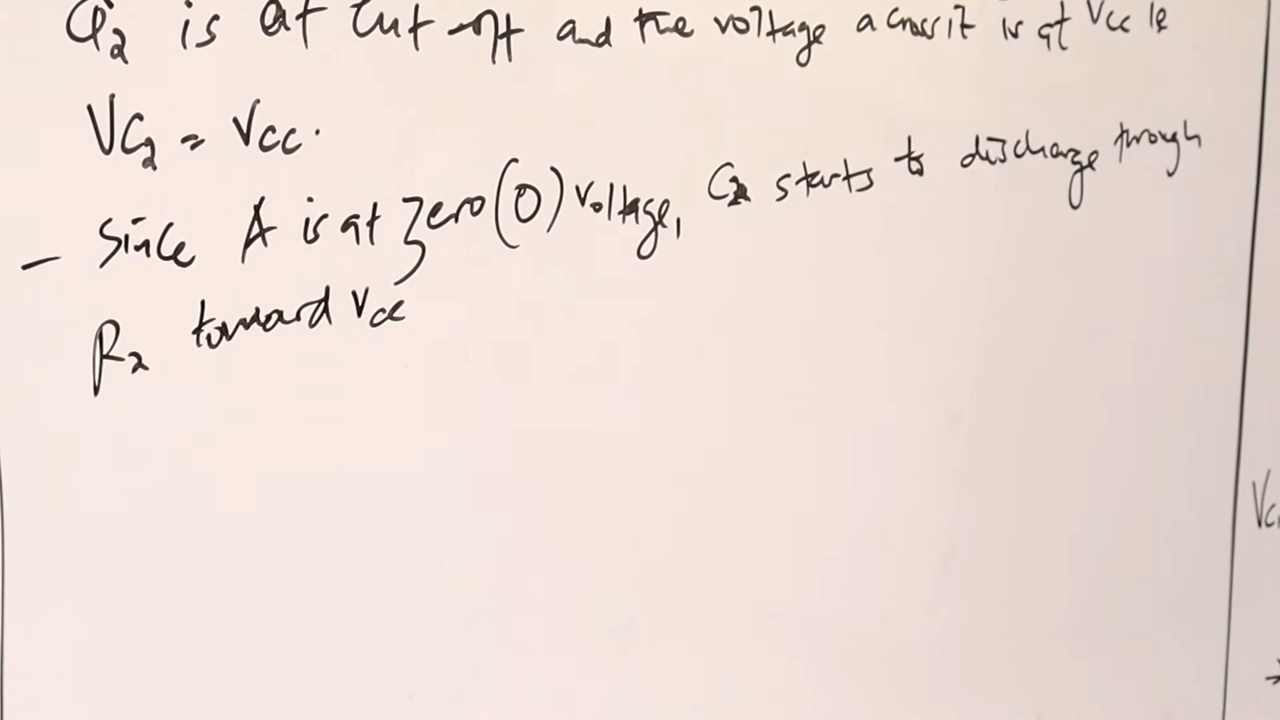 Q2 is at cut off and the voltage across it is at Vcc ie
VC2 = VCC.
- Since A is at zero (0) voltage, C2 starts to discharge through
R2 toward Vcc
Vc